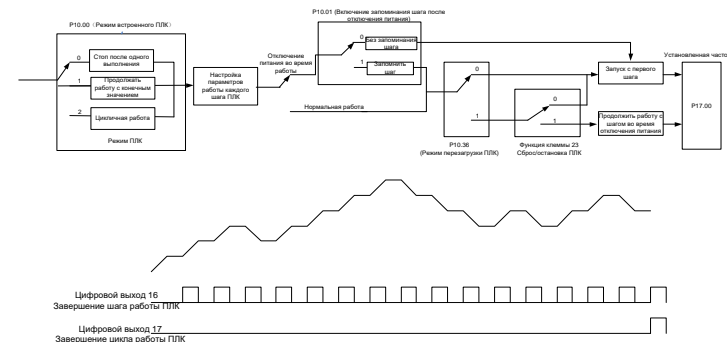 P10.00 (Режим встроенного ПЛК)
0
Стоп после одного
выполнения
1
Продолжать
работу с конечным
значением
2
Цикличная работа
Режим ПЛК
Настройка
параметров
работы каждого
шага ПЛК
Отключение
питания во время
работы
Нормальная работа
P10.01 (Включение запоминания шага после
отключения питания)
0
Без запоминания
шага
1
Запомнить
шаг
0
1
P10.36
(Режим перезагрузки ПЛК)
0
1
Функция клеммы 23
Сброс/остановка ПЛК
Запуск с первого
шага
Продолжить работу с
шагом во время
отключения питания
Установленная часто
P17.00
Цифровой выход 16
Завершение шага работы ПЛК
Цифровой выход 17
Завершение цикла работы ПЛК